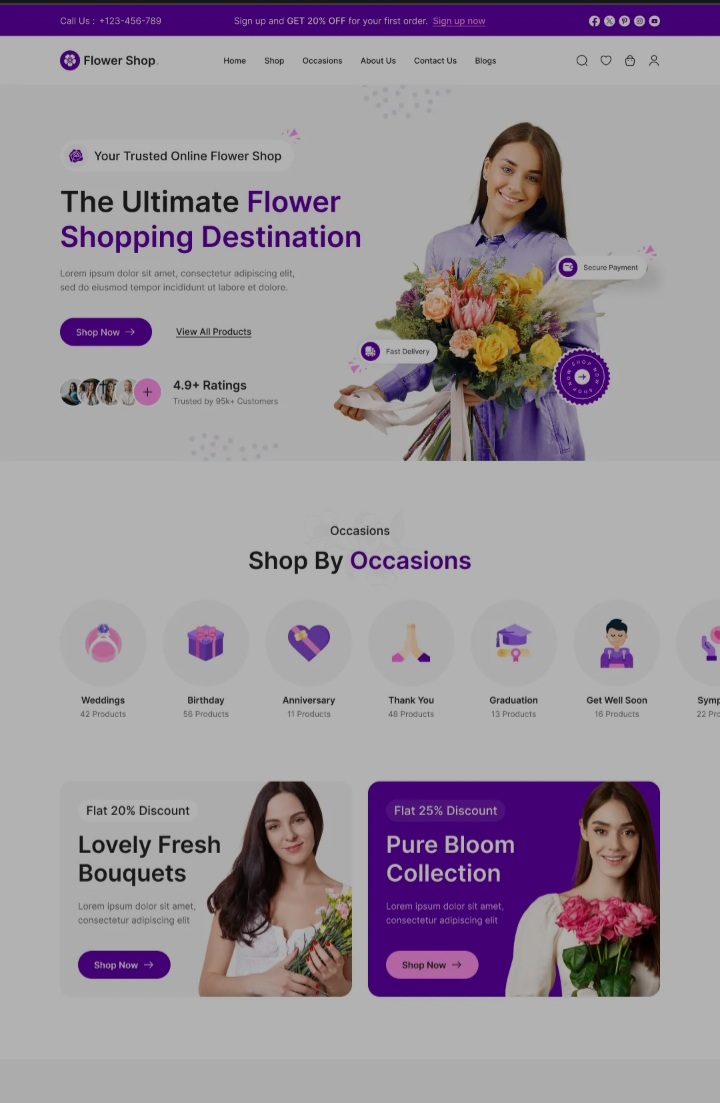 Call Us : +123-456-789
Sign up and GET 20% OFF for your first order. Sign up now
Flower Shop.
Home Shop Occasions About Us Contact Us Blogs
Your Trusted Online Flower Shop
The Ultimate Flower
Shopping Destination
Lorem ipsum dolor sit amet, consectetur adipiscing elit,
sed do eiusmod tempor incididunt ut labore et dolore.
Shop Now
View All Products
4.9+ Ratings
Trusted by 95k+ Customers
Secure Payment
Fast Delivery
SHOP NOW SHOP NOW
Occasions
Shop By Occasions
Weddings
42 Products
Birthday
56 Products
Anniversary
11 Products
Thank You
48 Products
Graduation
13 Products
Get Well Soon
16 Products
Symp
22 Pro
Flat 20% Discount
Lovely Fresh
Bouquets
Lorem ipsum dolor sit amet,
consectetur adipiscing elit
Shop Now
Flat 25% Discount
Pure Bloom
Collection
Lorem ipsum dolor sit amet,
consectetur adipiscing elit
Shop Now